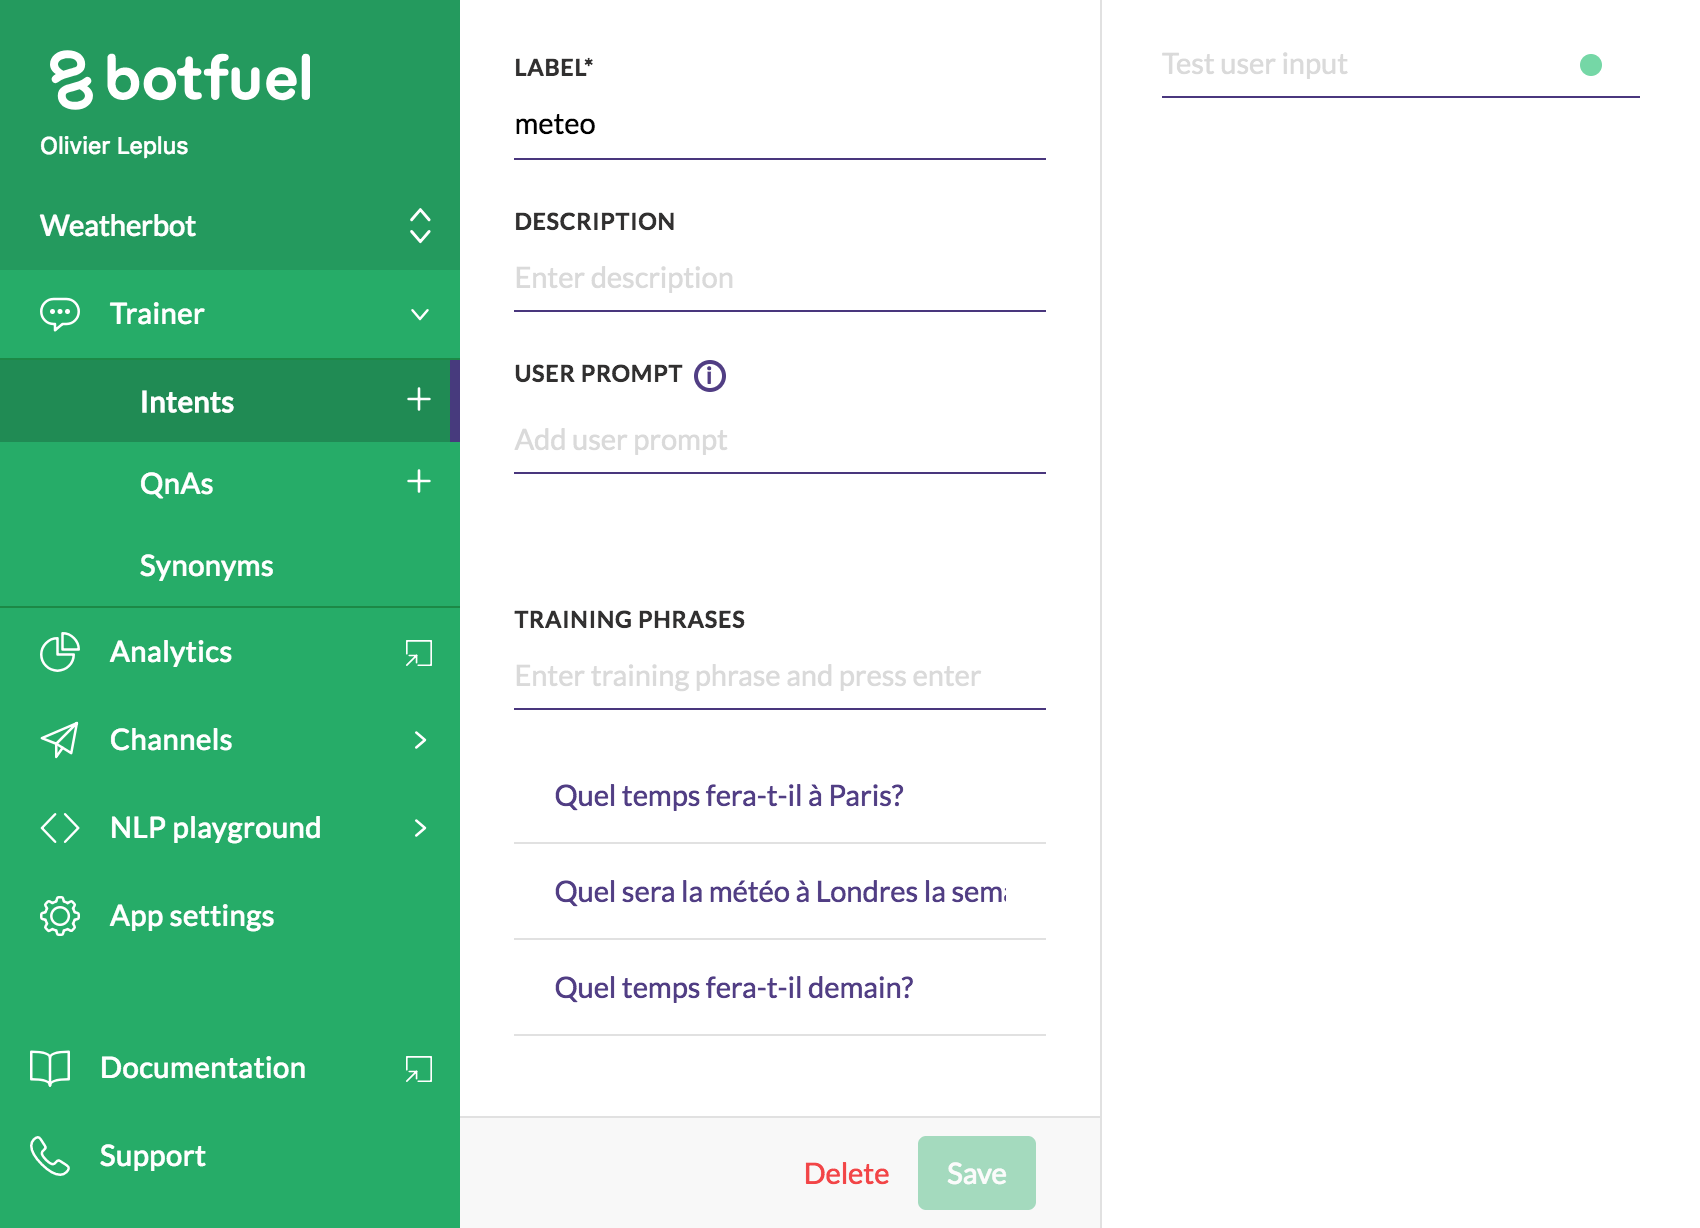 botfuel
Olivier Leplus
Weatherbot
Trainer
Intents
QnAs
Synonyms
Analytics
Channels
NLP playground
App settings
Documentation
Support
LABEL*
meteo
DESCRIPTION
Enter description
USER PROMPT
Add user prompt
TRAINING PHRASES
Enter training phrase and press enter
Quel temps fera-t-il à Paris?
Quel sera la météo à Londres la sem
Quel temps fera-t-il demain?
Delete
Save
Test user input